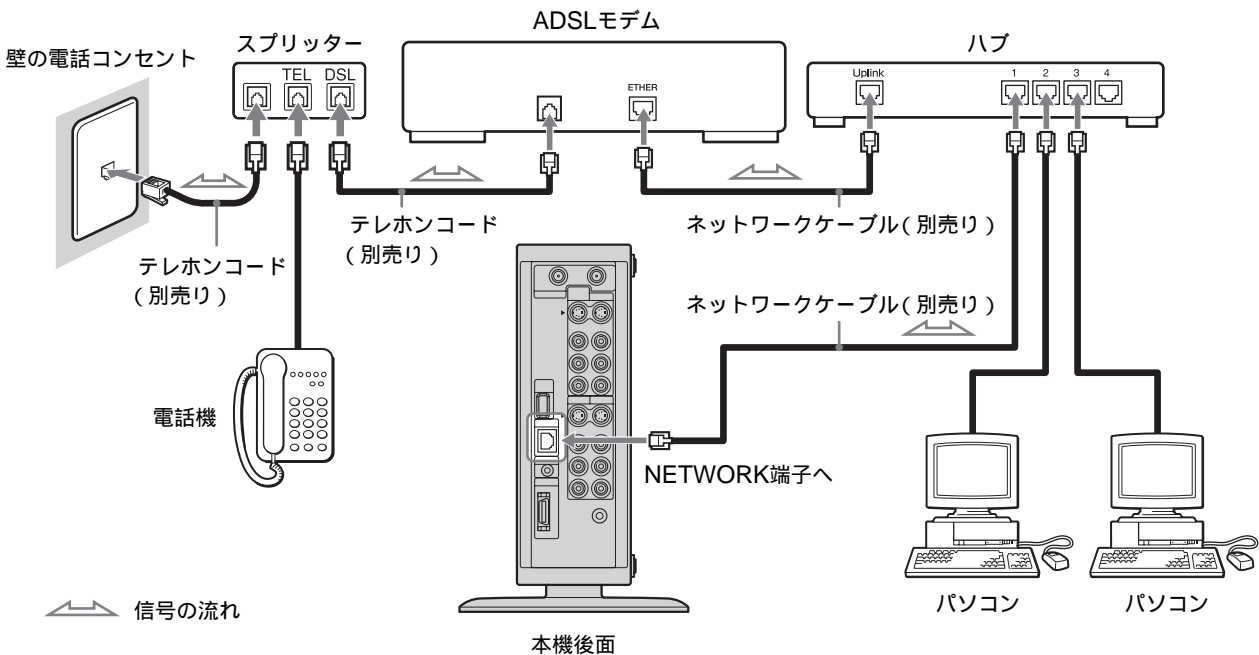 ADSLモデム
スプリッター
ハブ
壁の電話コンセント
TEL DSL
ETHER
Uplink
1 2 3 4
テレホンコード
(別売り)
テレホンコード
(別売り)
ネットワークケーブル(別売り)
ネットワークケーブル(別売り)
電話機
NETWORK端子へ
パソコン
パソコン
信号の流れ
本機後面